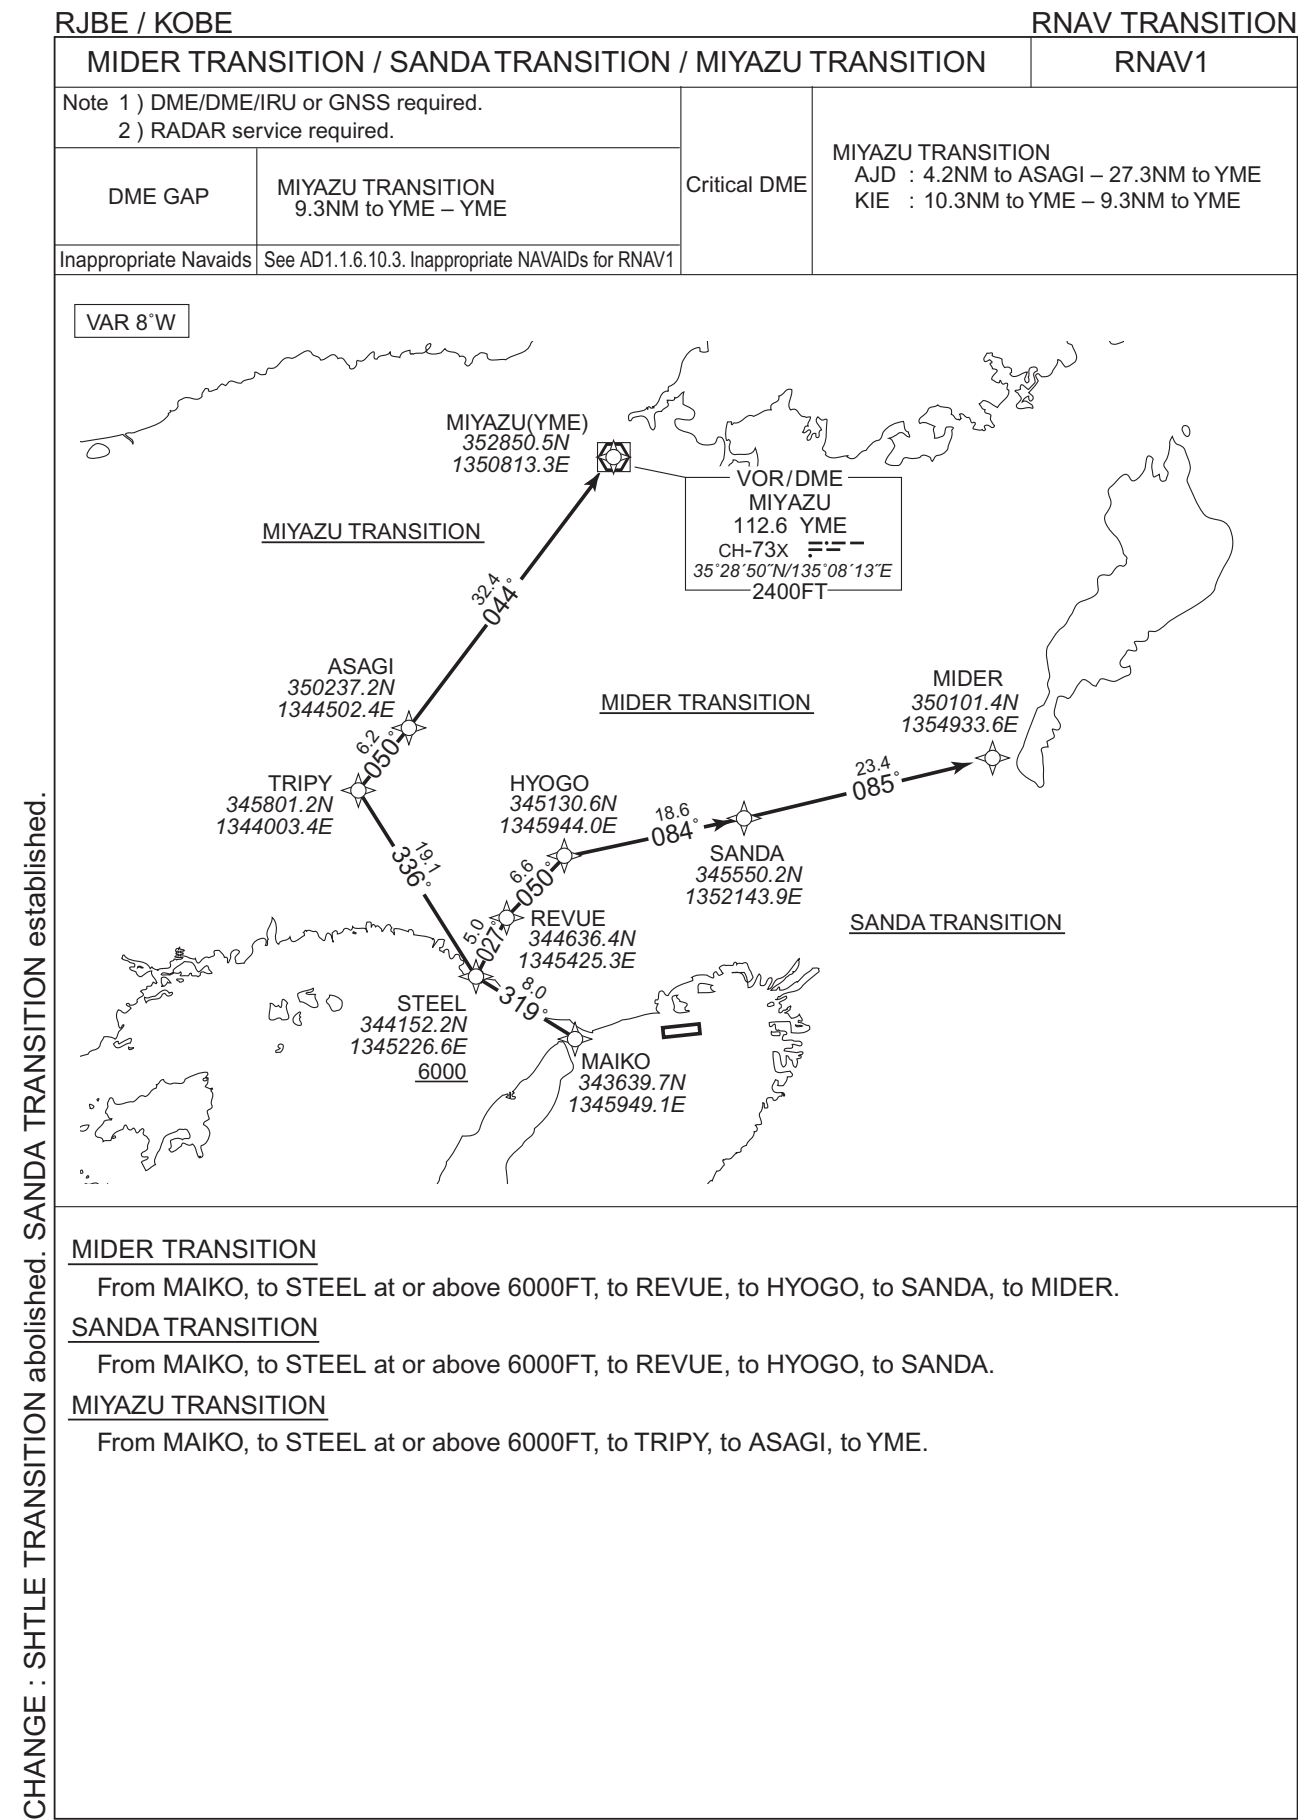 RJBE / KOBE
RNAV TRANSITION
MIDER TRANSITION / SANDA TRANSITION / MIYAZU TRANSITION
RNAV1
Note 1 ) DME/DME/IRU or GNSS required.
2 ) RADAR service required.
DME GAP
MIYAZU TRANSITION
9.3NM to YME – YME
Critical DME
MIYAZU TRANSITION
AJD : 4.2NM to ASAGI – 27.3NM to YME
KIE : 10.3NM to YME – 9.3NM to YME
Inappropriate Navaids
See AD1.1.6.10.3. Inappropriate NAVAIDs for RNAV1
VAR 8°W
MIYAZU(YME)
352850.5N
1350813.3E
VOR/DME
MIYAZU
112.6 YME
CH-73X
35°28′50″N/135°08′13″E
2400FT
MIYAZU TRANSITION
32.4
044°
ASAGI
350237.2N
1344502.4E
6.2
050°
TRIPY
345801.2N
1344003.4E
19.1
336°
MIDER TRANSITION
MIDER
350101.4N
1354933.6E
23.4
085°
HYOGO
345130.6N
1345944.0E
18.6
084°
SANDA
345550.2N
1352143.9E
SANDA TRANSITION
6.6
050°
REVUE
344636.4N
1345425.3E
5.0
027°
STEEL
344152.2N
1345226.6E
6000
8.0
319°
MAIKO
343639.7N
1345949.1E
MIDER TRANSITION
From MAIKO, to STEEL at or above 6000FT, to REVUE, to HYOGO, to SANDA, to MIDER.
SANDA TRANSITION
From MAIKO, to STEEL at or above 6000FT, to REVUE, to HYOGO, to SANDA.
MIYAZU TRANSITION
From MAIKO, to STEEL at or above 6000FT, to TRIPY, to ASAGI, to YME.
CHANGE : SHTLE TRANSITION abolished. SANDA TRANSITION established.